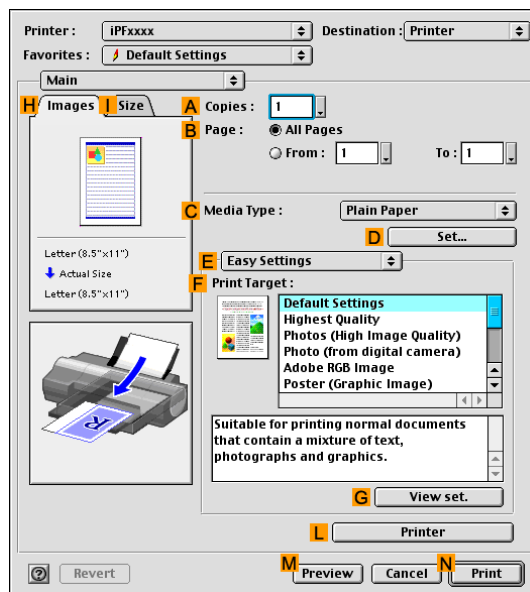 Printer : iPFxxxx Destination : Printer
Favorites : Default Settings
Main
H Images I Size
A Copies : 1
B Page : All Pages
From : 1 To : 1
C Media Type : Plain Paper
D Set...
Letter (8.5"x11")
Actual Size
Letter (8.5"x11")
E Easy Settings
F Print Target :
Default Settings
Highest Quality
Photos (High Image Quality)
Photo (from digital camera)
Adobe RGB Image
Poster (Graphic Image)
R
Suitable for printing normal documents
that contain a mixture of text,
photographs and graphics.
G View set.
L Printer
? Revert M Preview Cancel N Print